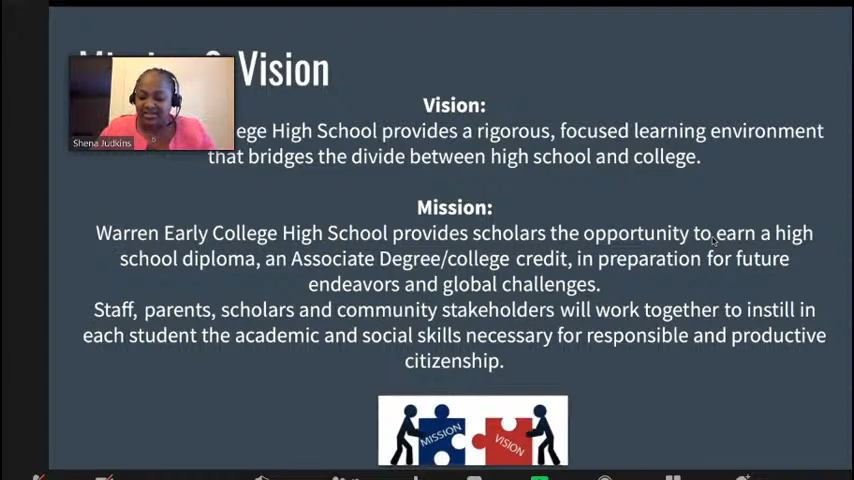 Vision
Vision:
ege High School provides a rigorous, focused learning environment
that bridges the divide between high school and college.
Mission:
Warren Early College High School provides scholars the opportunity to earn a high
school diploma, an Associate Degree/college credit, in preparation for future
endeavors and global challenges.
Staff, parents, scholars and community stakeholders will work together to instill in
each student the academic and social skills necessary for responsible and productive
citizenship.
Shena Judkins
MISSION
VISION